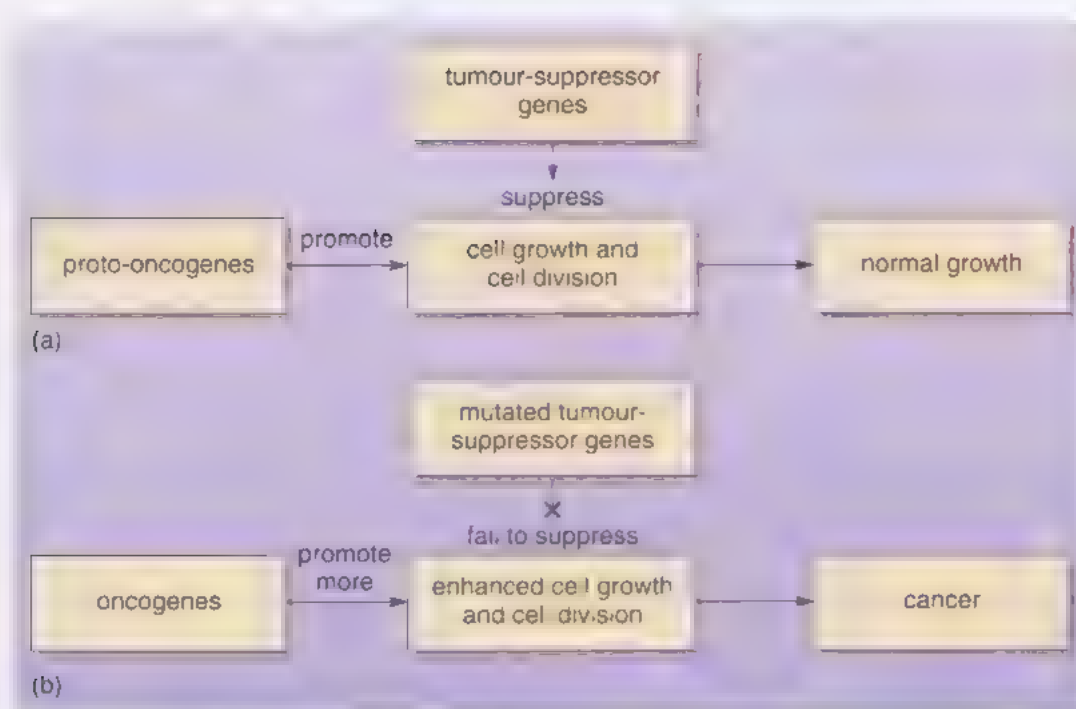 tumour-suppressor
genes
suppress
proto-oncogenes
promote
cell growth and
cell division
normal growth
(a)
mutated tumour-
suppressor genes
fail to suppress
oncogenes
promote
more
enhanced cell growth
and cell division
cancer
(b)